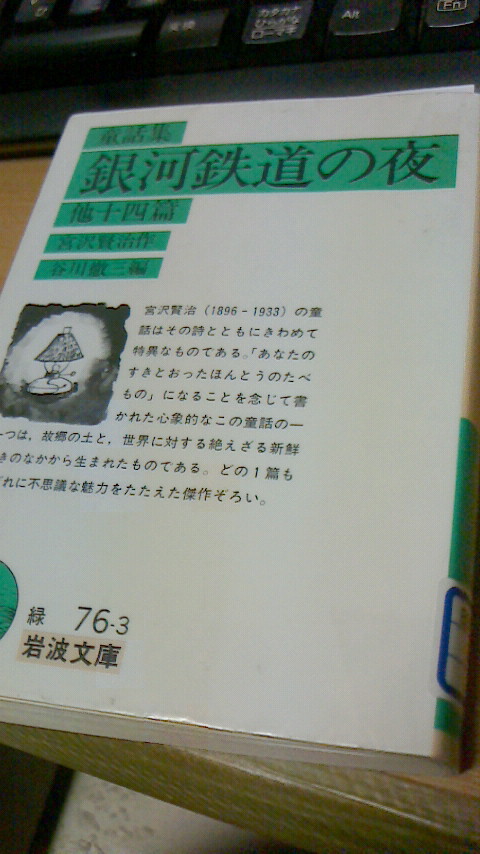 カタカナ
ひらがな
ローマ字
Alt
Fn
童話集
銀河鉄道の夜
他十四篇
宮沢賢治作
谷川徹三編
宮沢賢治(1896-1933)の童
話はその詩とともにきわめて
特異なものである。「あなたの
すきとおったほんとうのたべ
もの」になることを念じて書
かれた心象的なこの童話の一
つは,故郷の土と,世界に対する絶えざる新鮮
きのなかから生まれたものである。どの1篇も
れに不思議な魅力をたたえた傑作ぞろい。
緑 76-3
岩波文庫